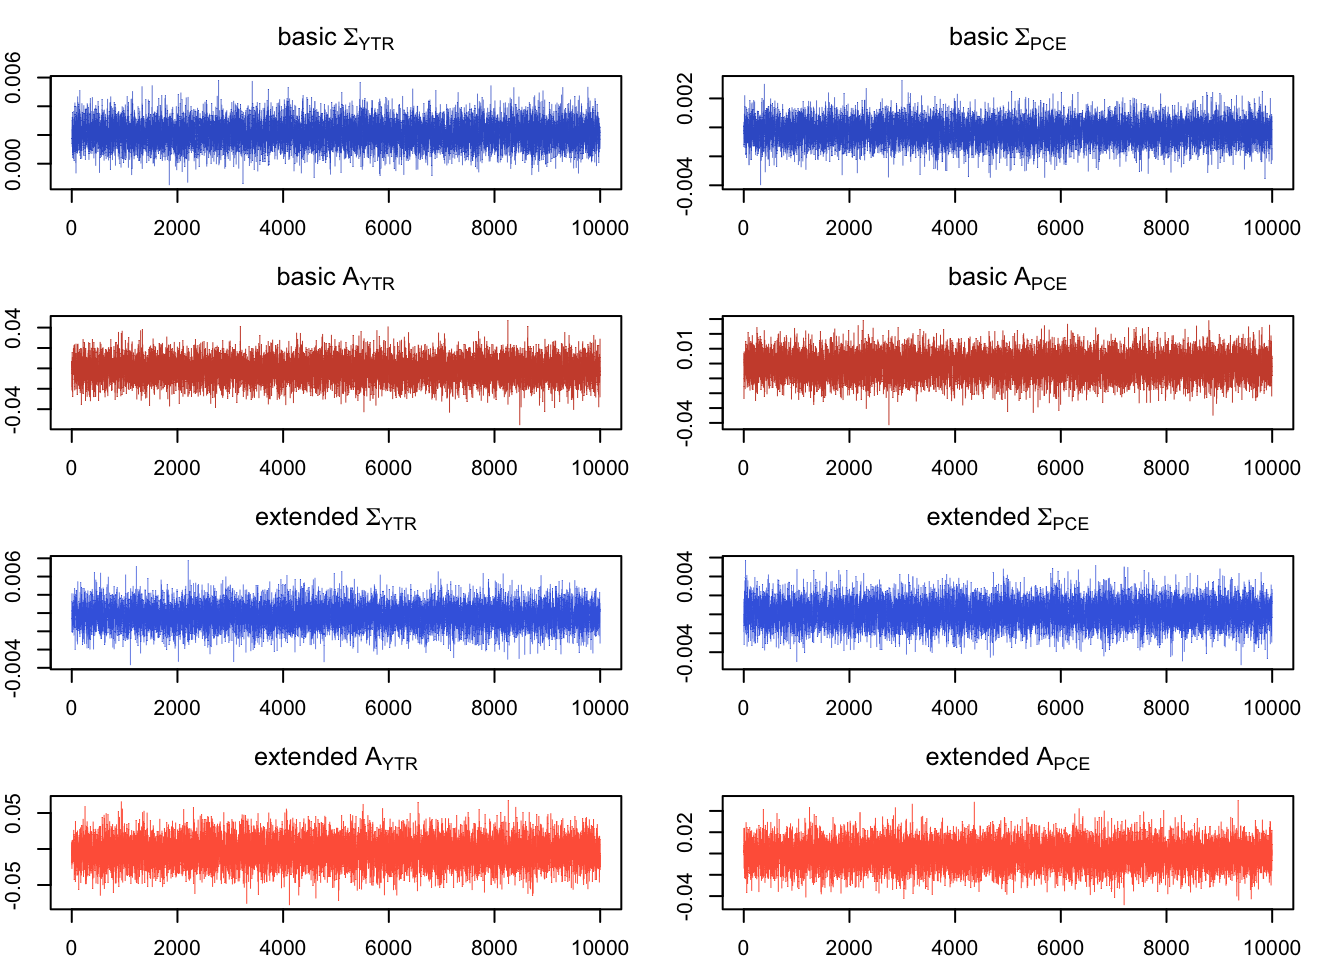 basic Σ_YTR
0.006
0.000
0 2000 4000 6000 8000 10000
basic Σ_PCE
0.002
-0.004
0 2000 4000 6000 8000 10000
basic A_YTR
0.04
-0.04
0 2000 4000 6000 8000 10000
basic A_PCE
0.01
-0.04
0 2000 4000 6000 8000 10000
extended Σ_YTR
0.006
-0.004
0 2000 4000 6000 8000 10000
extended Σ_PCE
0.004
-0.004
0 2000 4000 6000 8000 10000
extended A_YTR
0.05
-0.05
0 2000 4000 6000 8000 10000
extended A_PCE
0.02
-0.04
0 2000 4000 6000 8000 10000